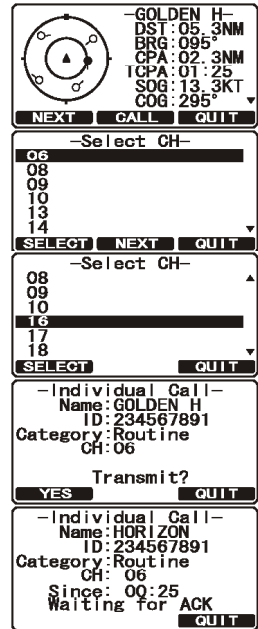 -GOLDEN H-
DST:05. 3NM
BRG:095°
CPA:02. 3NM
TCPA:01:25
SOG:13. 3KT
COG:295°
NEXT CALL QUIT
-Select CH-
06
08
09
10
13
14
SELECT NEXT QUIT
-Select CH-
08
09
10
16
17
18
SELECT QUIT
-Individual Call-
Name:GOLDEN H
ID:234567891
Category:Routine
CH:06
Transmit?
YES QUIT
-Individual Call-
Name:HORIZON
ID:234567891
Category:Routine
CH: 06
Since: 00:25
Waiting for ACK
QUIT